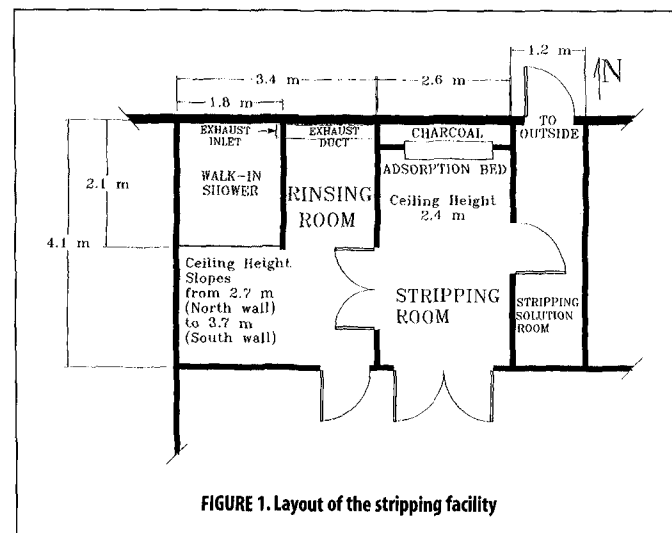 1.2 m
N
3.4 m
2.6 m
1.8 m
EXHAUST
INLET
EXHAUST
DUCT
CHARCOAL
TO
OUTSIDE
ADSORPTION BED
WALK-IN
SHOWER
2.1 m
RINSING
ROOM
Ceiling Height
2.4 m
4.1 m
Ceiling Height
Slopes
from 2.7 m
(North wall)
to 3.7 m
(South wall)
STRIPPING
ROOM
STRIPPING
SOLUTION
ROOM
FIGURE 1. Layout of the stripping facility